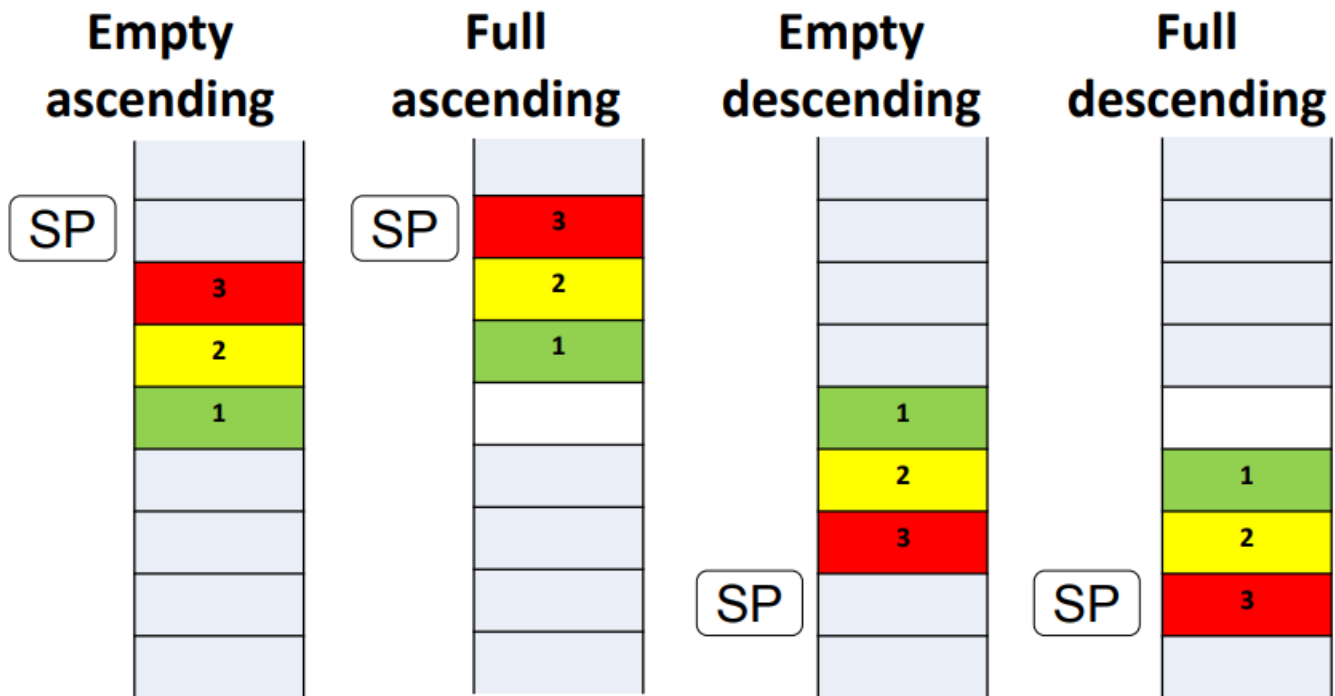 Empty
ascending
Full
ascending
Empty
descending
Full
descending
SP
3
2
1
SP
3
2
1
1
2
3
SP
1
2
3
SP